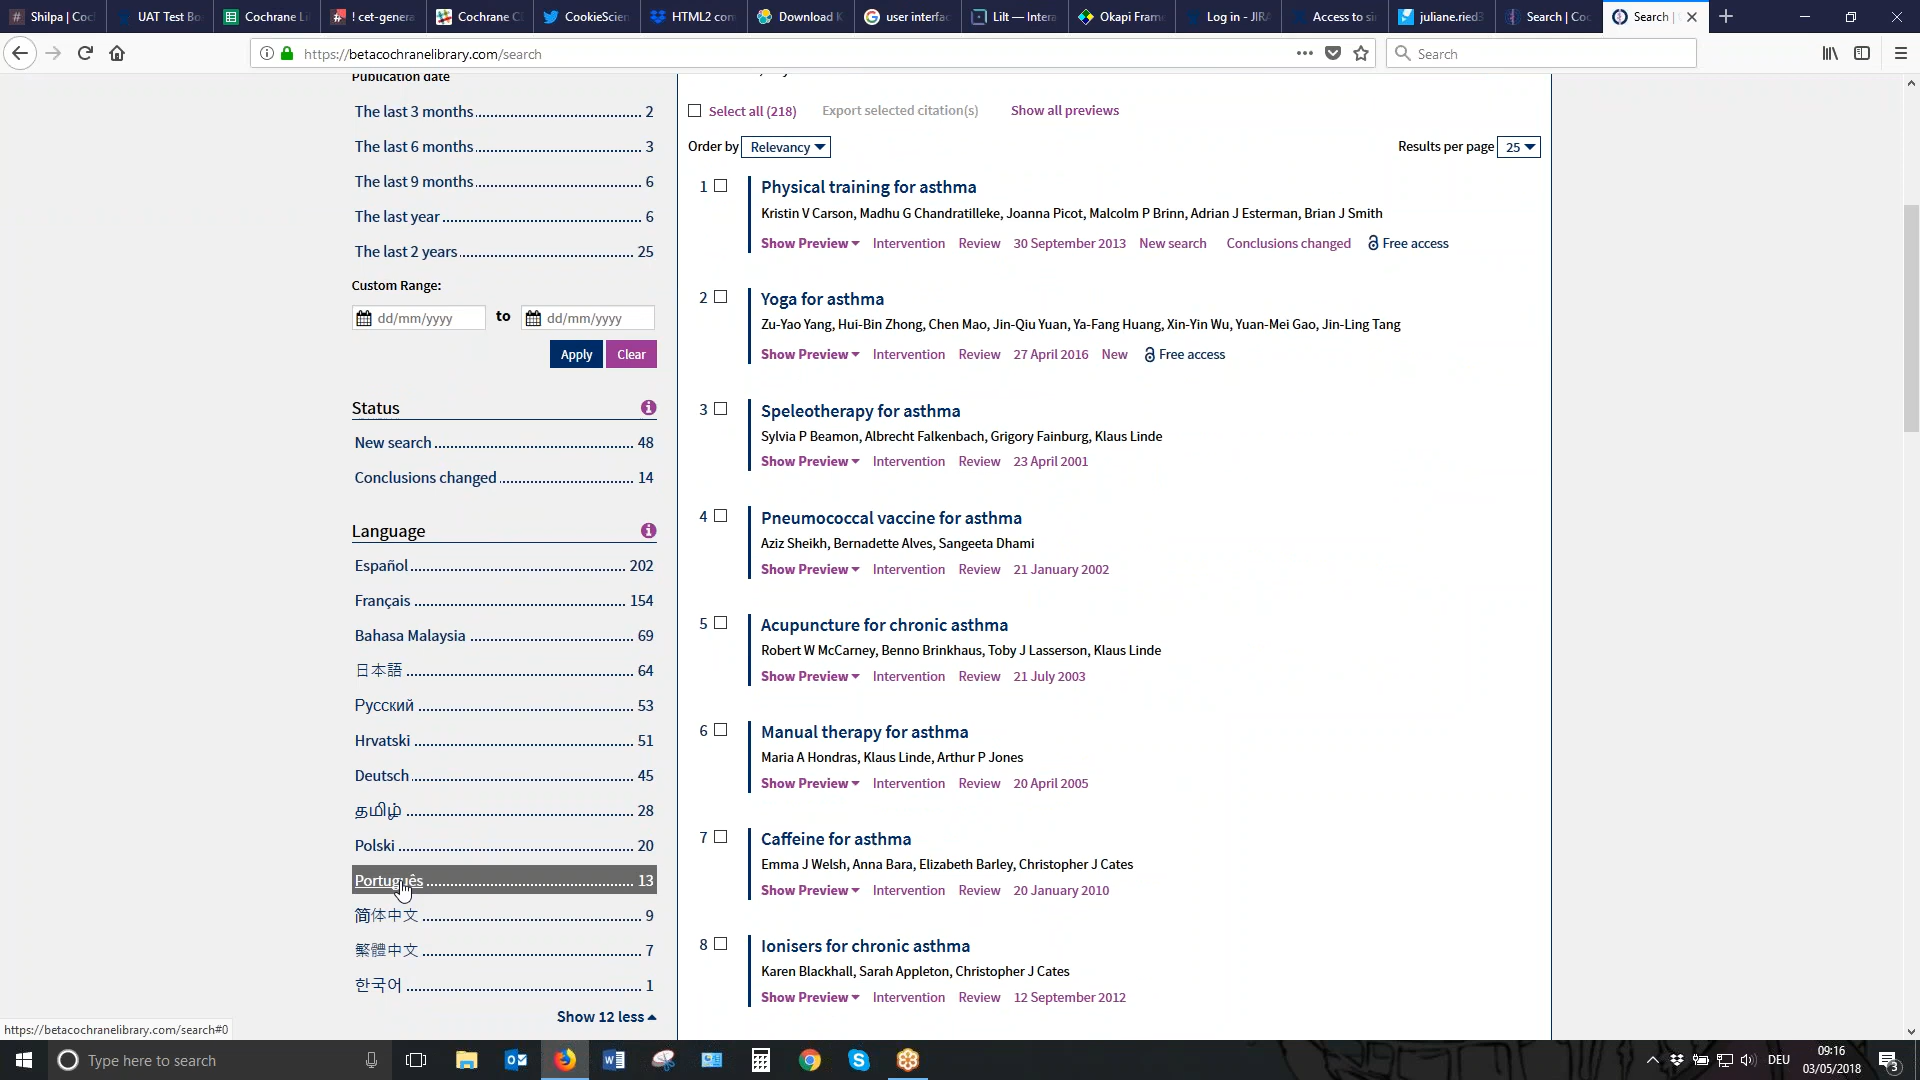 Shilpa | Coc
UAT Test Bo
Cochrane Li
! cet-genera
Cochrane C
CookieScien
HTML2 con
Download K
user interfac
Lilt — Intera
Okapi Fram
Log in - JIRA
Access to si
juliane.ried3
Search | Coc
Search |
https://betacochranelibrary.com/search
Search
Publication date
The last 3 months 2
The last 6 months 3
The last 9 months 6
The last year 6
The last 2 years 25
Custom Range:
dd/mm/yyyy to dd/mm/yyyy
Apply Clear
Status
New search 48
Conclusions changed 14
Language
Español 202
Français 154
Bahasa Malaysia 69
日本語 64
Русский 53
Hrvatski 51
Deutsch 45
தமிழ் 28
Polski 20
Português 13
简体中文 9
繁體中文 7
한국어 1
Show 12 less
Select all (218) Export selected citation(s) Show all previews
Order by Relevancy Results per page 25
1 Physical training for asthma
Kristin V Carson, Madhu G Chandratilleke, Joanna Picot, Malcolm P Brinn, Adrian J Esterman, Brian J Smith
Show Preview Intervention Review 30 September 2013 New search Conclusions changed Free access
2 Yoga for asthma
Zu-Yao Yang, Hui-Bin Zhong, Chen Mao, Jin-Qiu Yuan, Ya-Fang Huang, Xin-Yin Wu, Yuan-Mei Gao, Jin-Ling Tang
Show Preview Intervention Review 27 April 2016 New Free access
3 Speleotherapy for asthma
Sylvia P Beamon, Albrecht Falkenbach, Grigory Fainburg, Klaus Linde
Show Preview Intervention Review 23 April 2001
4 Pneumococcal vaccine for asthma
Aziz Sheikh, Bernadette Alves, Sangeeta Dhami
Show Preview Intervention Review 21 January 2002
5 Acupuncture for chronic asthma
Robert W McCarney, Benno Brinkhaus, Toby J Lasserson, Klaus Linde
Show Preview Intervention Review 21 July 2003
6 Manual therapy for asthma
Maria A Hondras, Klaus Linde, Arthur P Jones
Show Preview Intervention Review 20 April 2005
7 Caffeine for asthma
Emma J Welsh, Anna Bara, Elizabeth Barley, Christopher J Cates
Show Preview Intervention Review 20 January 2010
8 Ionisers for chronic asthma
Karen Blackhall, Sarah Appleton, Christopher J Cates
Show Preview Intervention Review 12 September 2012
https://betacochranelibrary.com/search#0
Type here to search
DEU
09:16
03/05/2018
3